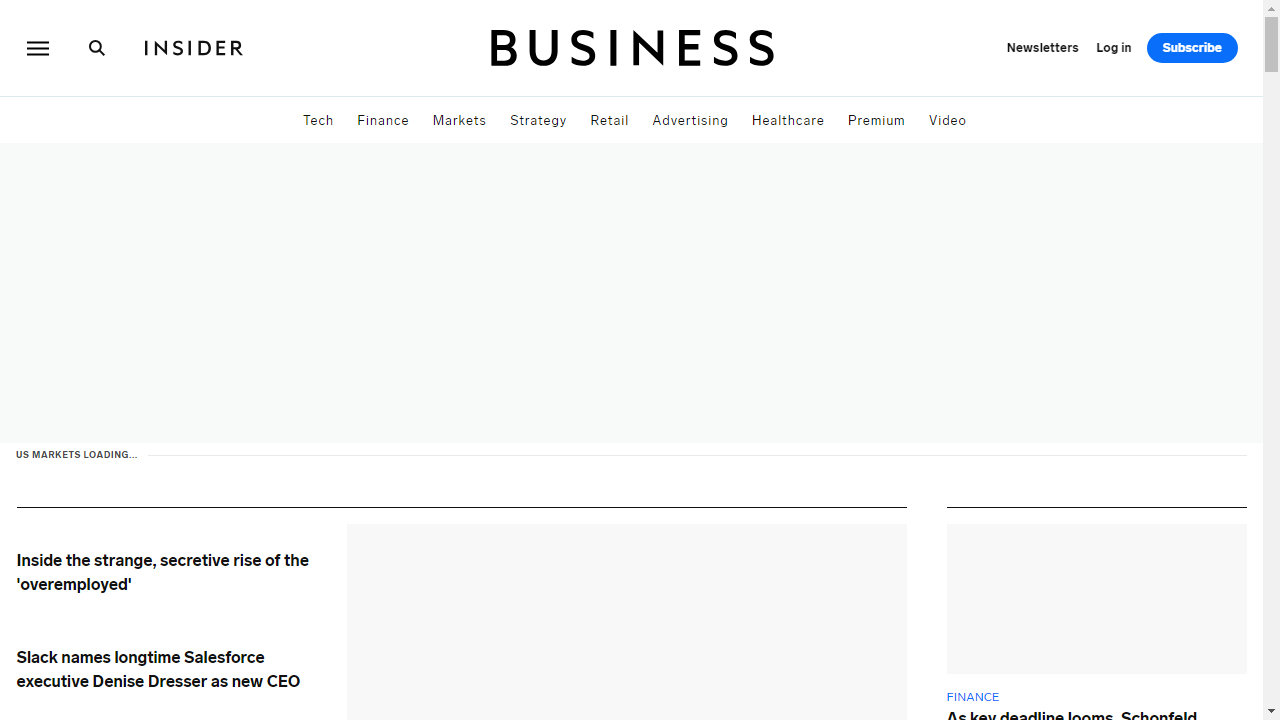 INSIDER
BUSINESS
Newsletters
Log in
Subscribe
Tech
Finance
Markets
Strategy
Retail
Advertising
Healthcare
Premium
Video
US MARKETS LOADING...
Inside the strange, secretive rise of the
'overemployed'
Slack names longtime Salesforce
executive Denise Dresser as new CEO
FINANCE
As key deadline looms, Schonfeld